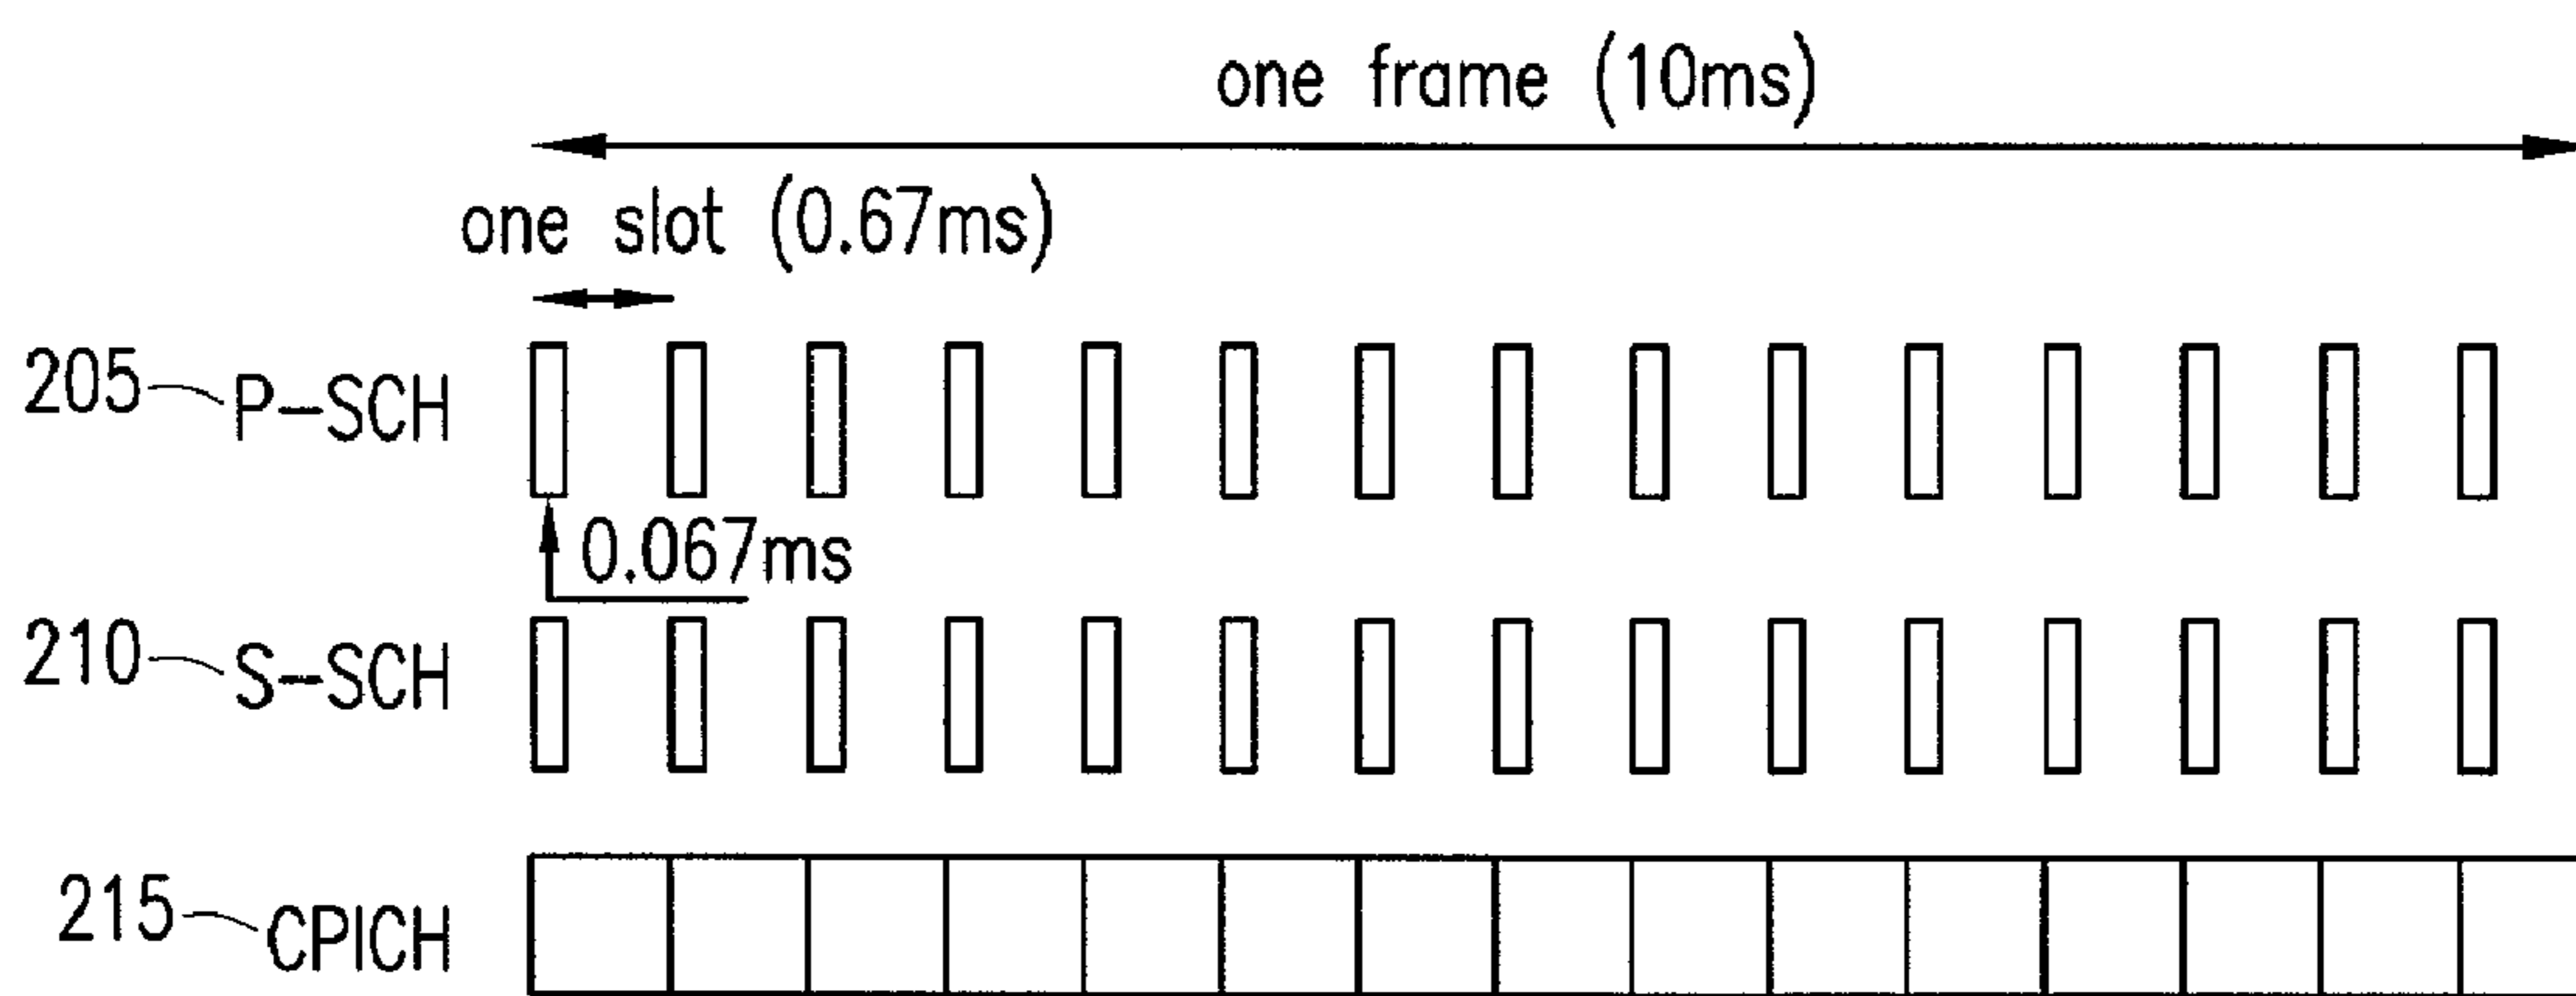 one frame (10ms)
one slot (0.67ms)
205 P-SCH
0.067ms
210 S-SCH
215 CPICH